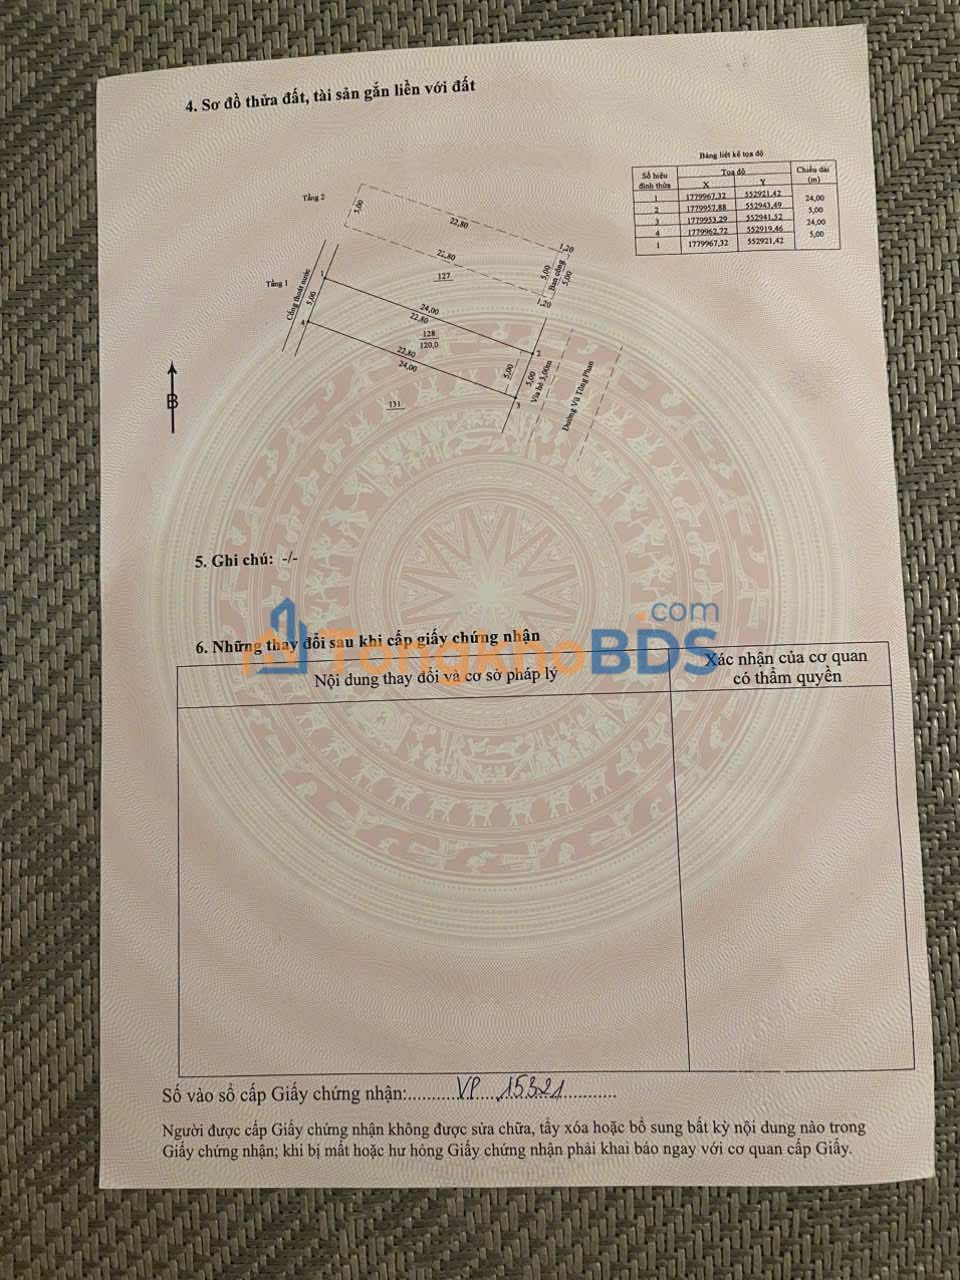 4. Sơ đồ thửa đất, tài sản gắn liền với đất
Bảng liệt kê tọa độ
Số hiệu đỉnh thửa
Tọa độ
Chiều dài (m)
X Y
1 1779967,32 552921,42
24,00
2 1779957,88 552943,49
5,00
3 1779953,29 552941,52
24,00
4 1779962,72 552919,46
5,00
1 1779967,32 552921,42
Tầng 2
5,00
22,80
1,20
22,80
127
5,00
Ban công
5,00
1,20
Tầng 1
Cống thoát nước
5,00
1
24,00
22,80
128
120,0
22,80
24,00
4
2
5,00
5,00
Vỉa hè 5,00m
Đường Vũ Tông Phan
3
131
B
5. Ghi chú: -/-
6. Những thay đổi sau khi cấp giấy chứng nhận
TongkhoBDS.com
Nội dung thay đổi và cơ sở pháp lý
Xác nhận của cơ quan
có thẩm quyền
Số vào sổ cấp Giấy chứng nhận:..........VP...15321............
Người được cấp Giấy chứng nhận không được sửa chữa, tẩy xóa hoặc bổ sung bất kỳ nội dung nào trong
Giấy chứng nhận; khi bị mất hoặc hư hỏng Giấy chứng nhận phải khai báo ngay với cơ quan cấp Giấy.